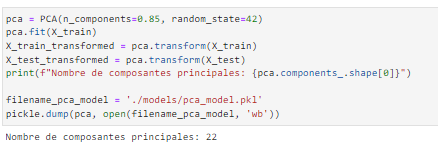 pca = PCA(n_components=0.85, random_state=42)
pca.fit(X_train)
X_train_transformed = pca.transform(X_train)
X_test_transformed = pca.transform(X_test)
print(f"Nombre de composantes principales: {pca.components_.shape[0]}")
filename_pca_model = './models/pca_model.pkl'
pickle.dump(pca, open(filename_pca_model, 'wb'))
Nombre de composantes principales: 22